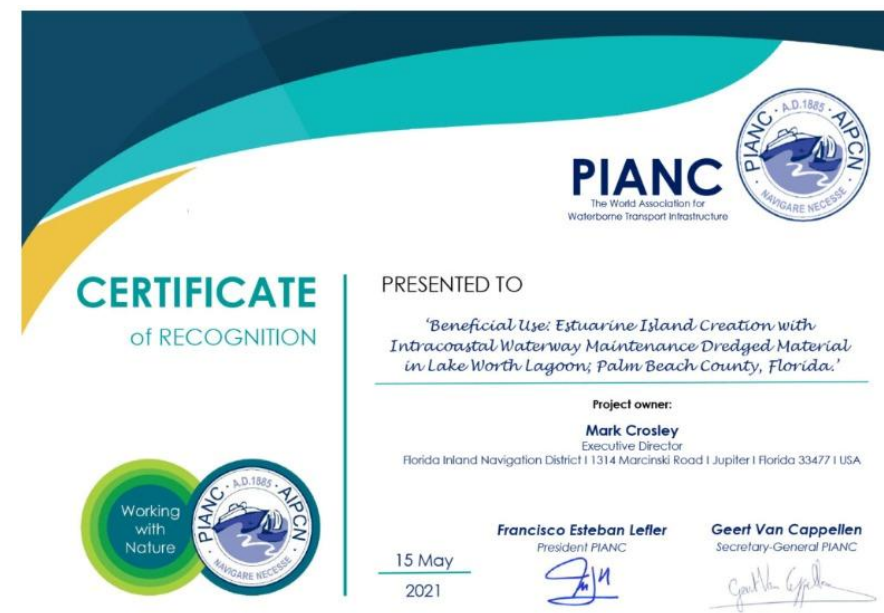 PIANC
The World Association for
Waterborne Transport Infrastructure
PIANC · A.D.1885 · AIPCN
· NAVIGARE NECESSE ·
CERTIFICATE
of RECOGNITION
PRESENTED TO
'Beneficial Use: Estuarine Island Creation with
Intracoastal Waterway Maintenance Dredged Material
in Lake Worth Lagoon; Palm Beach County, Florida.'
Project owner:
Mark Crosley
Executive Director
Florida Inland Navigation District I 1314 Marcinski Road I Jupiter I Florida 33477 I USA
Working
with
Nature
PIANC · A.D.1885 · AIPCN
· NAVIGARE NECESSE ·
15 May
2021
Francisco Esteban Lefler
President PIANC
Geert Van Cappellen
Secretary-General PIANC